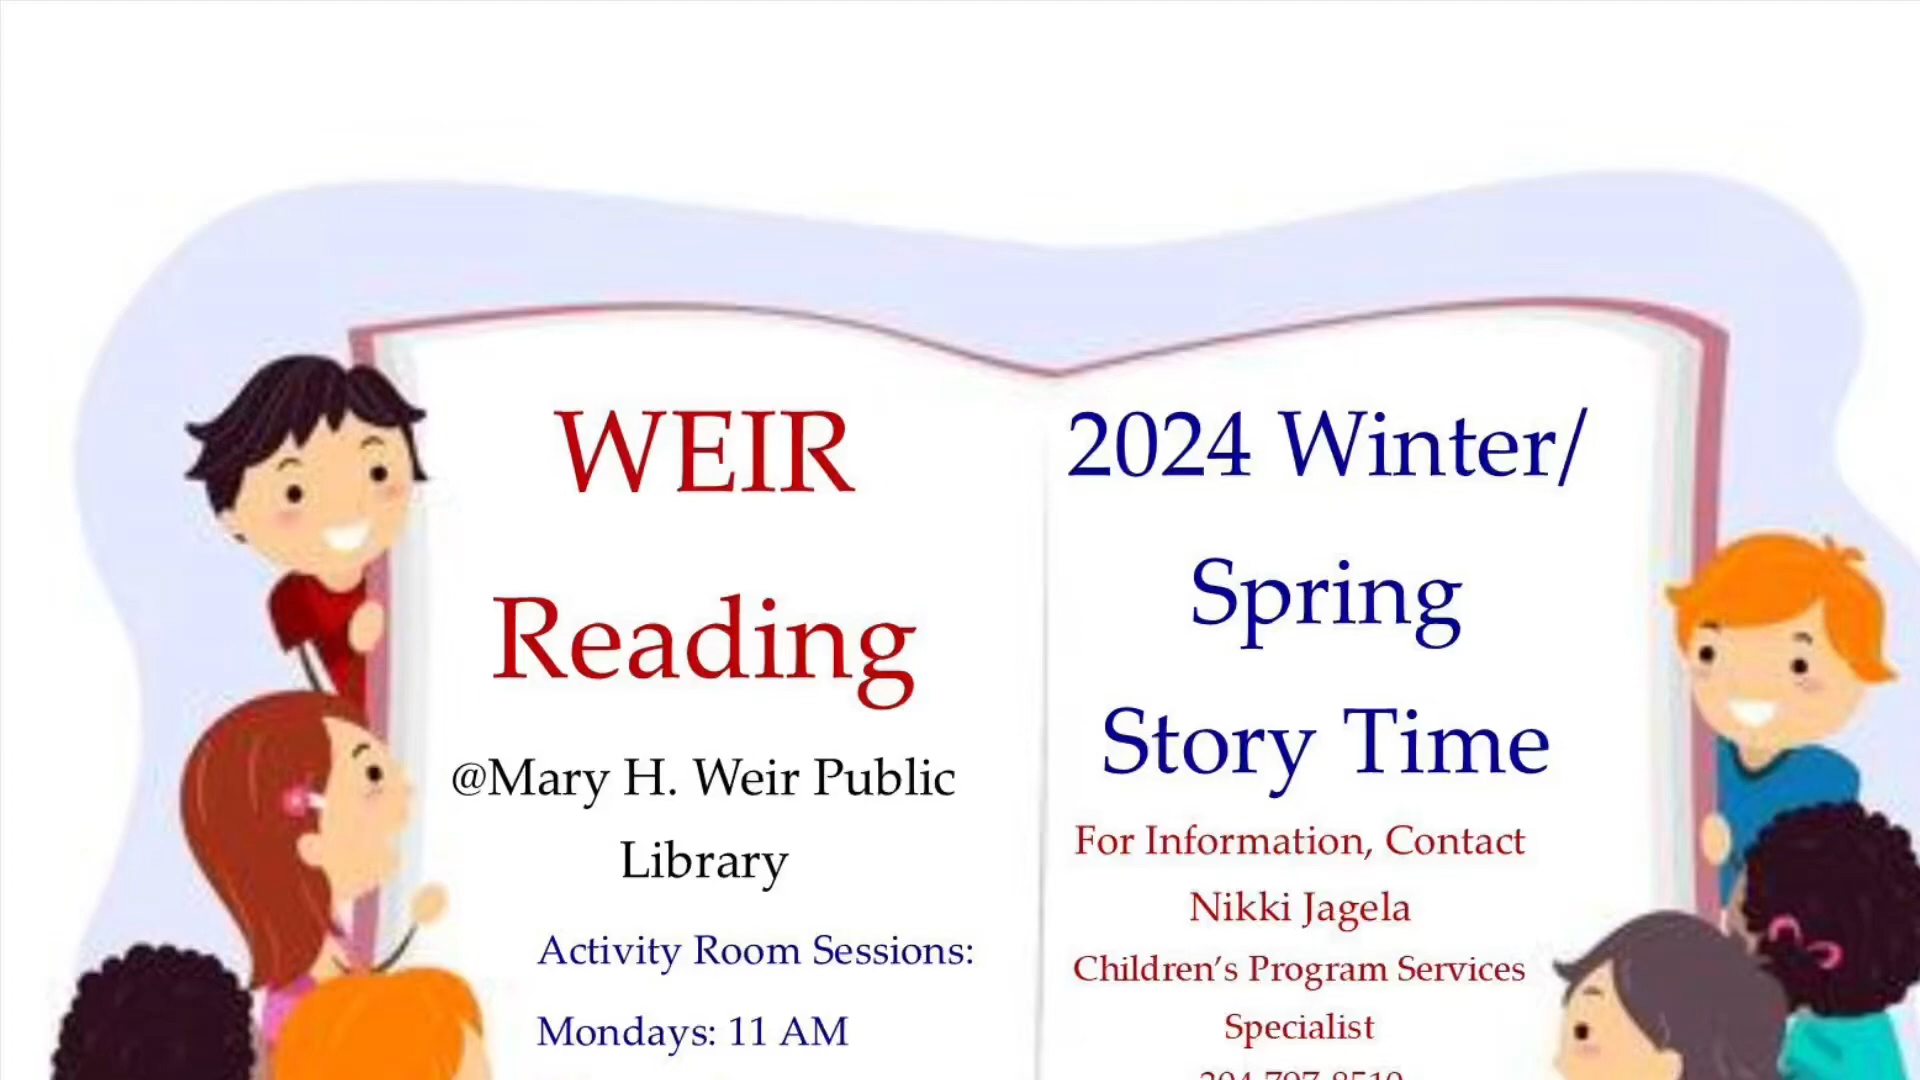 WEIR
Reading
@Mary H. Weir Public
Library
Activity Room Sessions:
Mondays: 11 AM
2024 Winter/
Spring
Story Time
For Information, Contact
Nikki Jagela
Children’s Program Services
Specialist